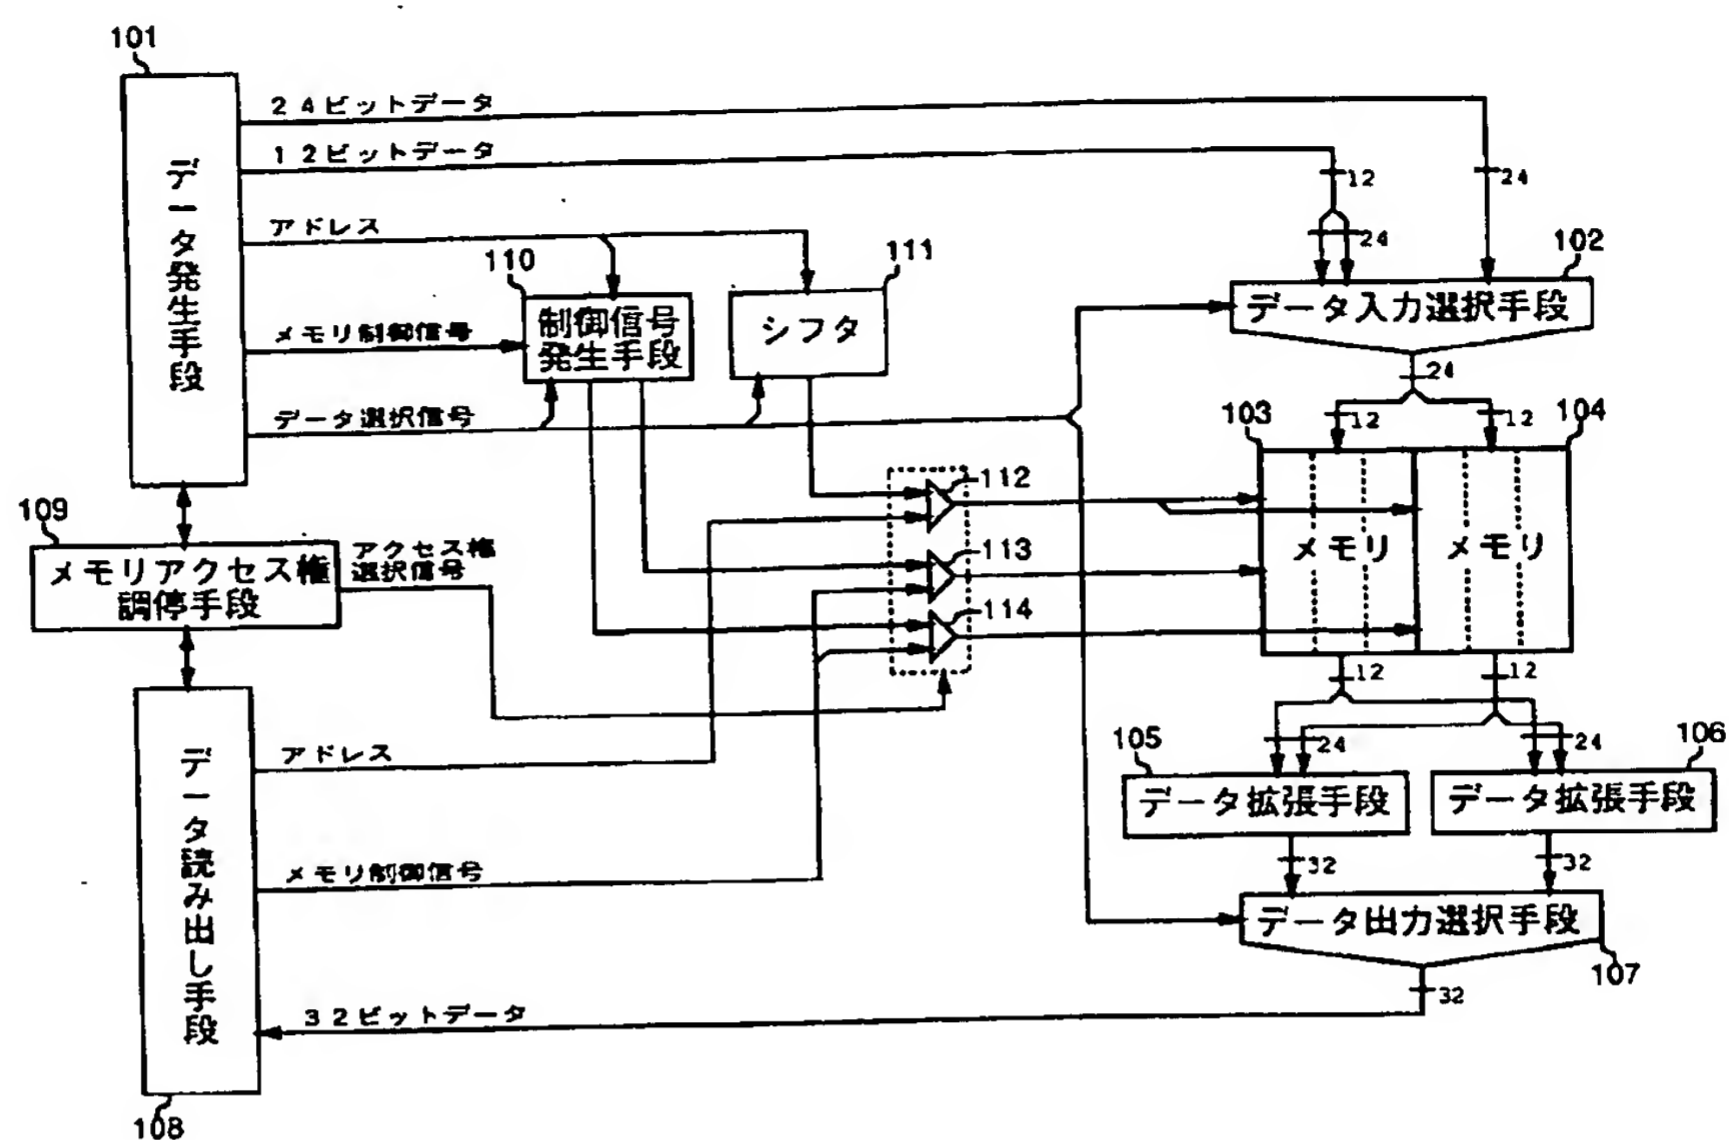 101
24ビットデータ
12ビットデータ
12
24
データ発生手段
アドレス
24
102
110
111
データ入力選択手段
制御信号
発生手段
シフタ
メモリ制御信号
24
データ選択信号
103
12
12
104
112
109
アクセス権
選択信号
113
メモリ
メモリ
メモリアクセス権
調停手段
114
12
12
105
24
24
106
アドレス
データ拡張手段
データ拡張手段
データ読み出し手段
メモリ制御信号
32
32
データ出力選択手段
107
32
32ビットデータ
108